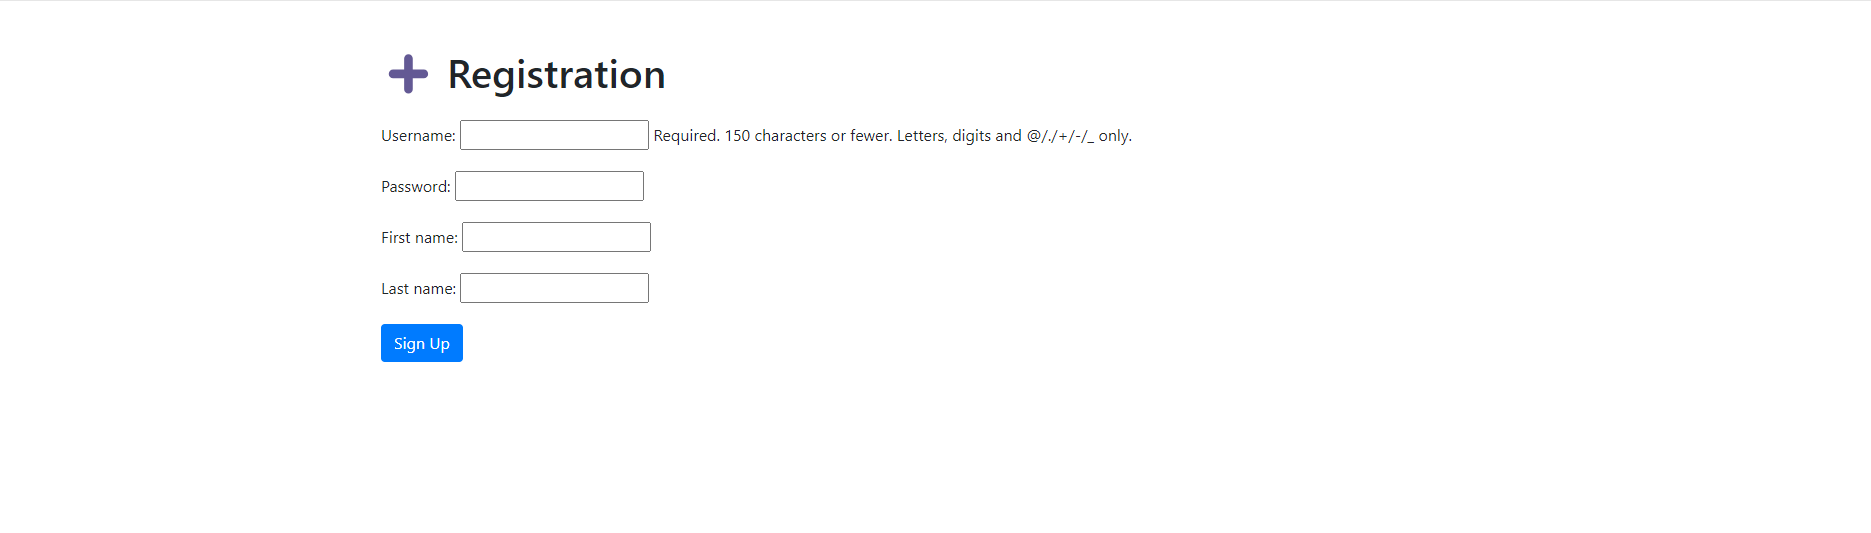 Registration
Username: Required. 150 characters or fewer. Letters, digits and @/./+/-/_ only.
Password:
First name:
Last name:
Sign Up